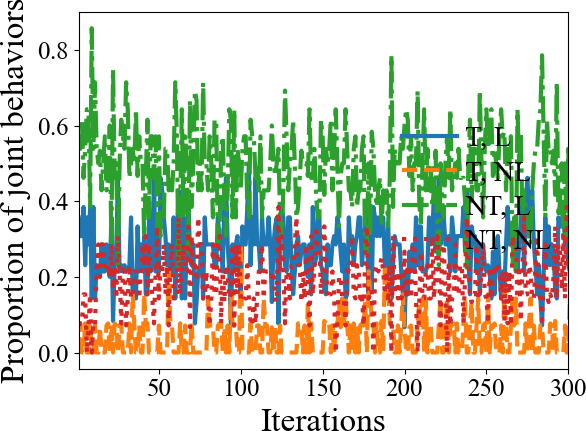 Proportion of joint behaviors
0.8
0.6
0.4
0.2
0.0
T, L
T, NL
NT, L
NT, NL
50
100
150
200
250
300
Iterations